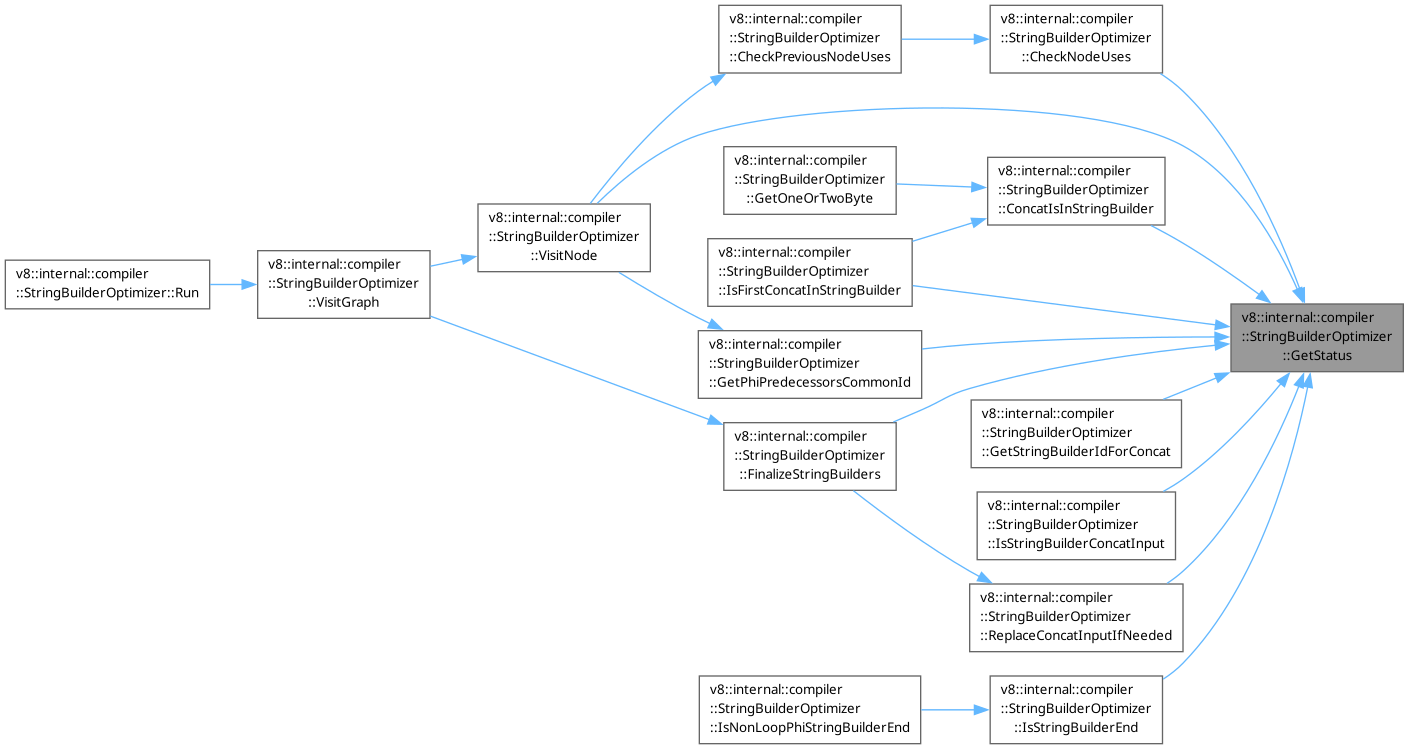 v8::internal::compiler
::StringBuilderOptimizer
::CheckPreviousNodeUses
v8::internal::compiler
::StringBuilderOptimizer
::CheckNodeUses
v8::internal::compiler
::StringBuilderOptimizer
::GetOneOrTwoByte
v8::internal::compiler
::StringBuilderOptimizer
::ConcatIsInStringBuilder
v8::internal::compiler
::StringBuilderOptimizer
::VisitNode
v8::internal::compiler
::StringBuilderOptimizer
::IsFirstConcatInStringBuilder
v8::internal::compiler
::StringBuilderOptimizer::Run
v8::internal::compiler
::StringBuilderOptimizer
::VisitGraph
v8::internal::compiler
::StringBuilderOptimizer
::GetStatus
v8::internal::compiler
::StringBuilderOptimizer
::GetPhiPredecessorsCommonId
v8::internal::compiler
::StringBuilderOptimizer
::GetStringBuilderIdForConcat
v8::internal::compiler
::StringBuilderOptimizer
::FinalizeStringBuilders
v8::internal::compiler
::StringBuilderOptimizer
::IsStringBuilderConcatInput
v8::internal::compiler
::StringBuilderOptimizer
::ReplaceConcatInputIfNeeded
v8::internal::compiler
::StringBuilderOptimizer
::IsNonLoopPhiStringBuilderEnd
v8::internal::compiler
::StringBuilderOptimizer
::IsStringBuilderEnd